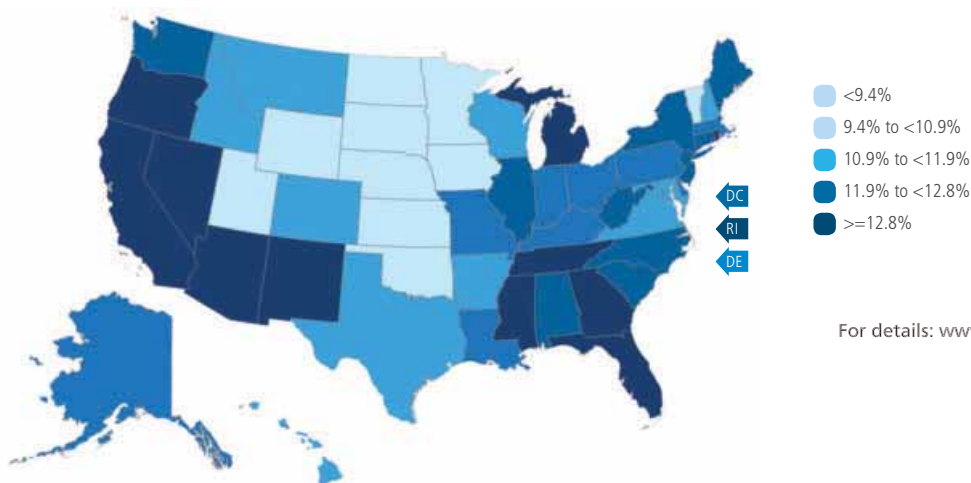 <9.4%
9.4% to <10.9%
10.9% to <11.9%
11.9% to <12.8%
>=12.8%
DC
RI
DE
For details: